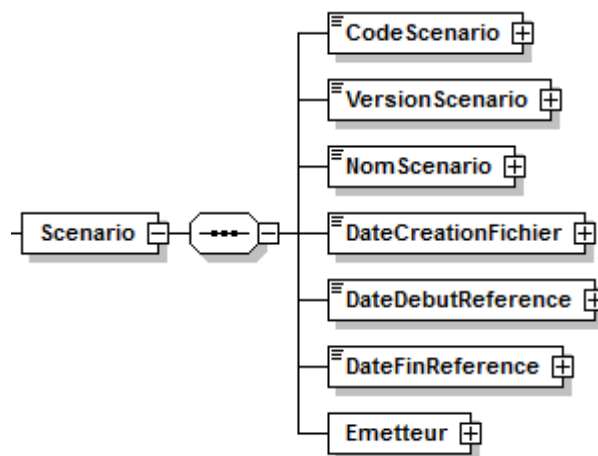 CodeScenario
VersionScenario
NomScenario
Scenario
DateCreationFichier
DateDebutReference
DateFinReference
Emetteur